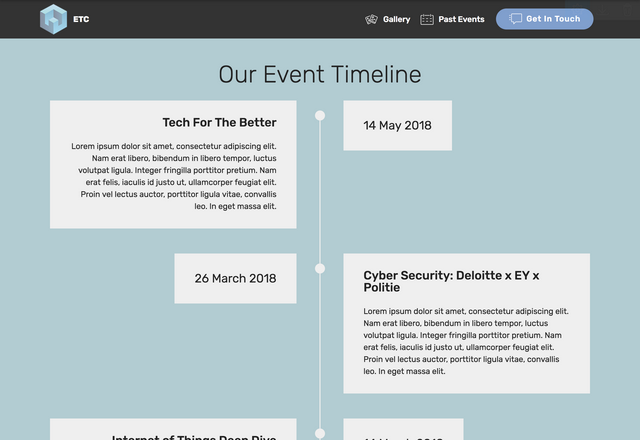 ETC
Gallery
Past Events
Get In Touch
Our Event Timeline
Tech For The Better
Lorem ipsum dolor sit amet, consectetur adipiscing elit.
Nam erat libero, bibendum in libero tempor, luctus
volutpat ligula. Integer fringilla porttitor pretium. Nam
erat felis, iaculis id justo ut, ullamcorper feugiat elit.
Proin vel lectus auctor, porttitor ligula vitae, convallis
leo. In eget massa elit.
14 May 2018
26 March 2018
Cyber Security: Deloitte x EY x
Politie
Lorem ipsum dolor sit amet, consectetur adipiscing elit.
Nam erat libero, bibendum in libero tempor, luctus
volutpat ligula. Integer fringilla porttitor pretium. Nam
erat felis, iaculis id justo ut, ullamcorper feugiat elit.
Proin vel lectus auctor, porttitor ligula vitae, convallis
leo. In eget massa elit.
Internet of Things Deep Dive
2018